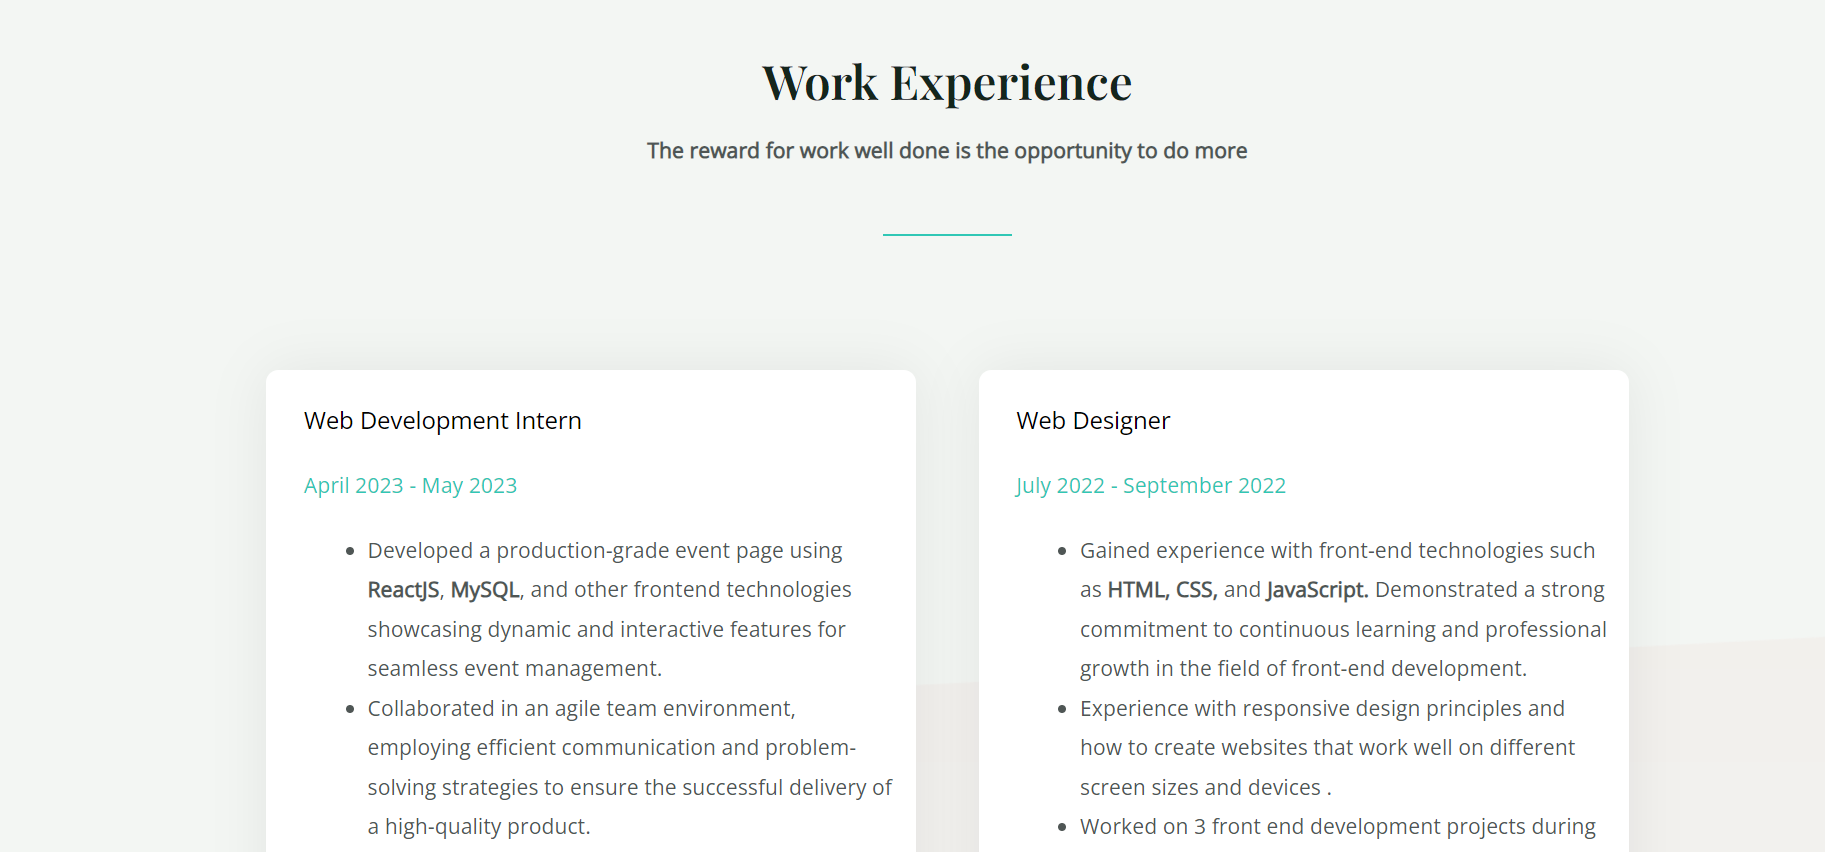 Work Experience
The reward for work well done is the opportunity to do more
Web Development Intern
April 2023 - May 2023
• Developed a production-grade event page using
ReactJS, MySQL, and other frontend technologies
showcasing dynamic and interactive features for
seamless event management.
• Collaborated in an agile team environment,
employing efficient communication and problem-
solving strategies to ensure the successful delivery of
a high-quality product.
Web Designer
July 2022 - September 2022
• Gained experience with front-end technologies such
as HTML, CSS, and JavaScript. Demonstrated a strong
commitment to continuous learning and professional
growth in the field of front-end development.
• Experience with responsive design principles and
how to create websites that work well on different
screen sizes and devices .
• Worked on 3 front end development projects during